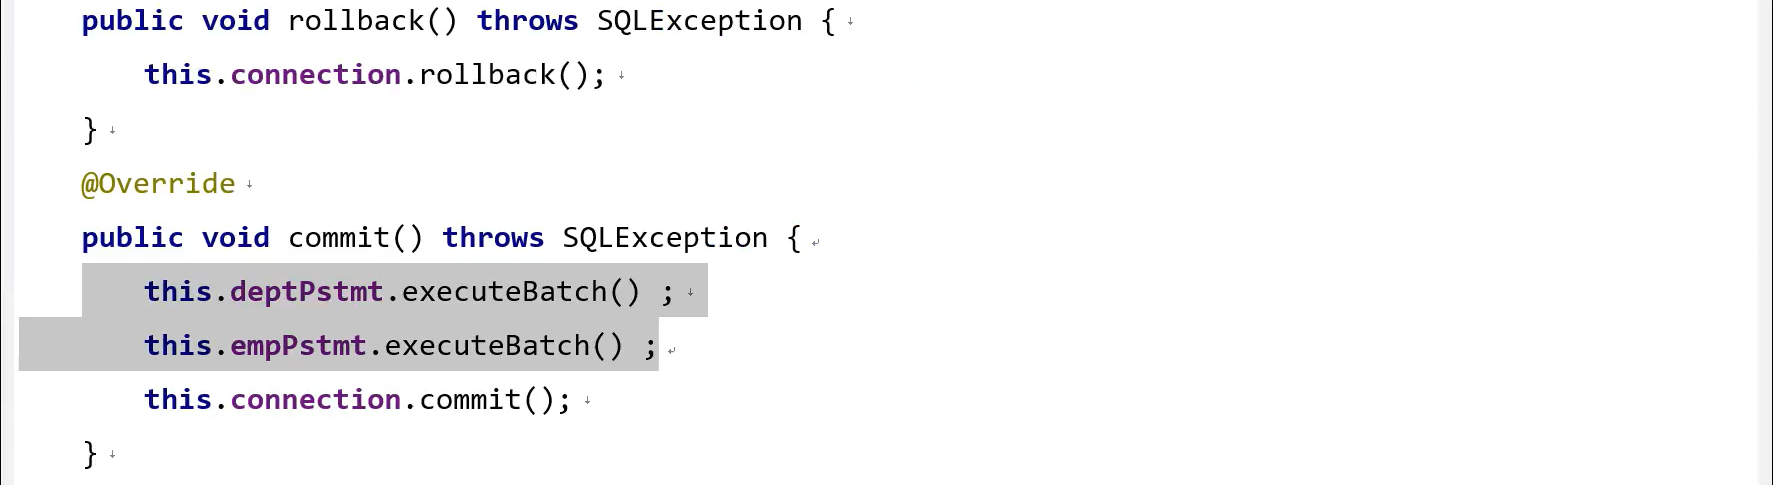 public void rollback() throws SQLException {
this.connection.rollback();
}
@Override
public void commit() throws SQLException {
this.deptPstmt.executeBatch() ;
this.empPstmt.executeBatch() ;
this.connection.commit();
}